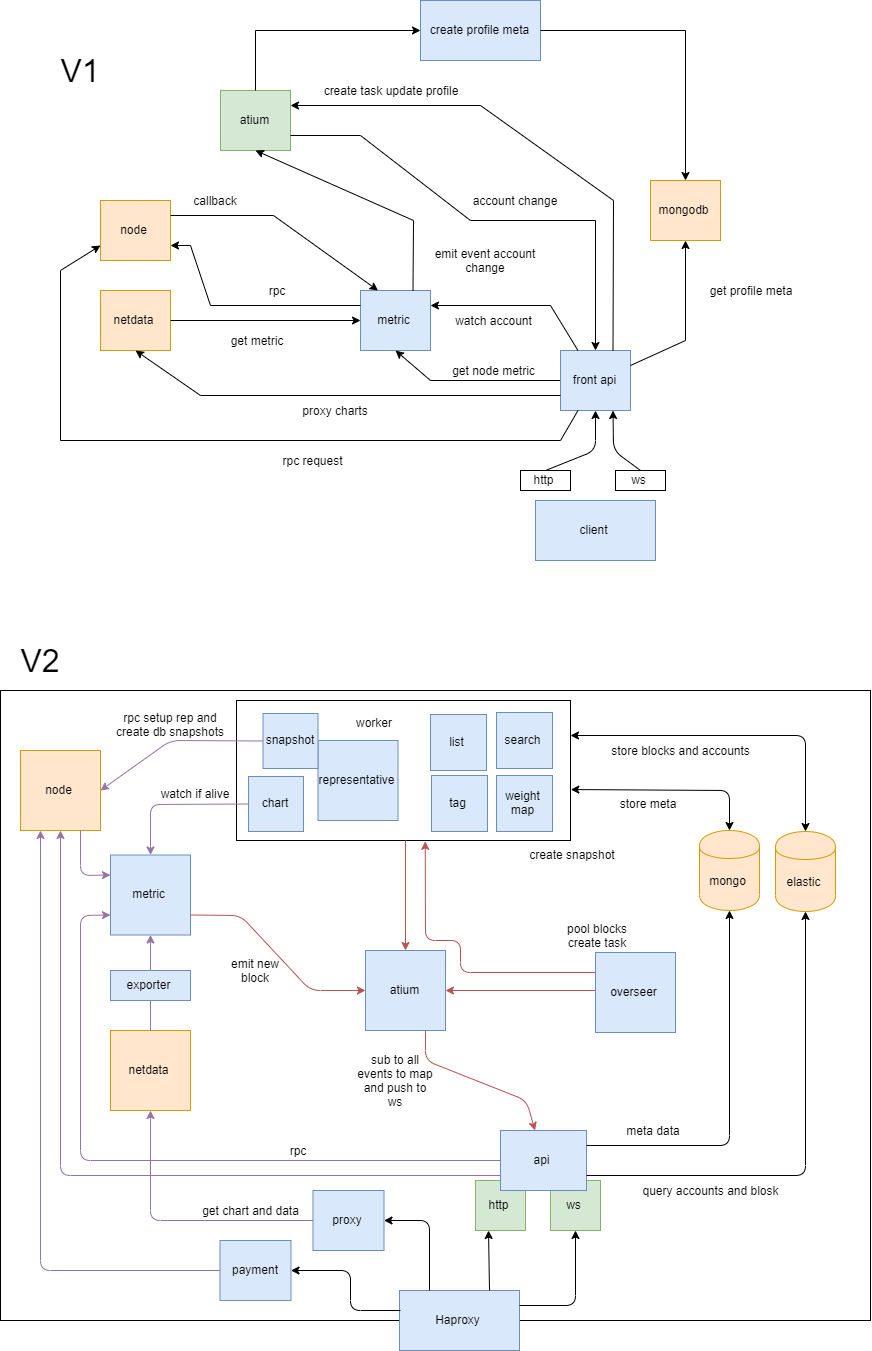 create profile meta
V1
create task update profile
atium
callback
account change
mongodb
node
emit event account
change
rpc
get profile meta
netdata
metric
watch account
get metric
get node metric
front api
proxy charts
rpc request
http
ws
client
V2
rpc setup rep and
create db snapshots
snapshot
worker
list
search
store blocks and accounts
representative
node
watch if alive
chart
tag
weight
map
store meta
create snapshot
mongo
elastic
metric
pool blocks
create task
emit new
block
exporter
atium
overseer
netdata
sub to all
events to map
and push to
ws
meta data
rpc
api
query accounts and blosk
http
ws
get chart and data
proxy
payment
Haproxy